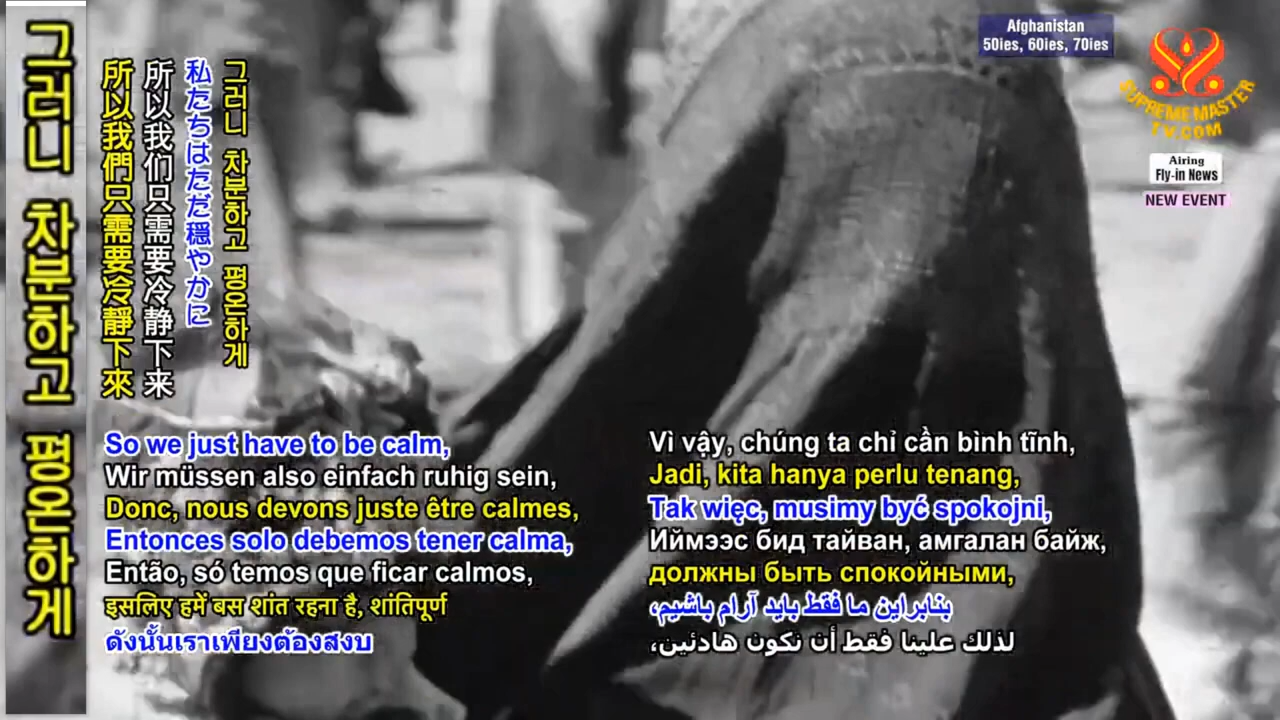 그러니 차분하고 평온하게
所以我們只需要冷靜下來
所以我们只需要冷静下来
私たちはただ穏やかに
그러니 차분하고 평온하게
Afghanistan
50ies, 60ies, 70ies
SUPREME MASTER
TV.COM
Airing
Fly-in News
NEW EVENT
So we just have to be calm,
Wir müssen also einfach ruhig sein,
Donc, nous devons juste être calmes,
Entonces solo debemos tener calma,
Então, só temos que ficar calmos,
इसलिए हमें बस शांत रहना है, शांतिपूर्ण
ดังนั้นเราเพียงต้องสงบ
Vì vậy, chúng ta chỉ cần bình tĩnh,
Jadi, kita hanya perlu tenang,
Tak więc, musimy być spokojni,
Иймээс бид тайван, амгалан байж,
должны быть спокойными,
بنابراین ما فقط باید آرام باشیم،
لذلك علينا فقط أن نكون هادئين،